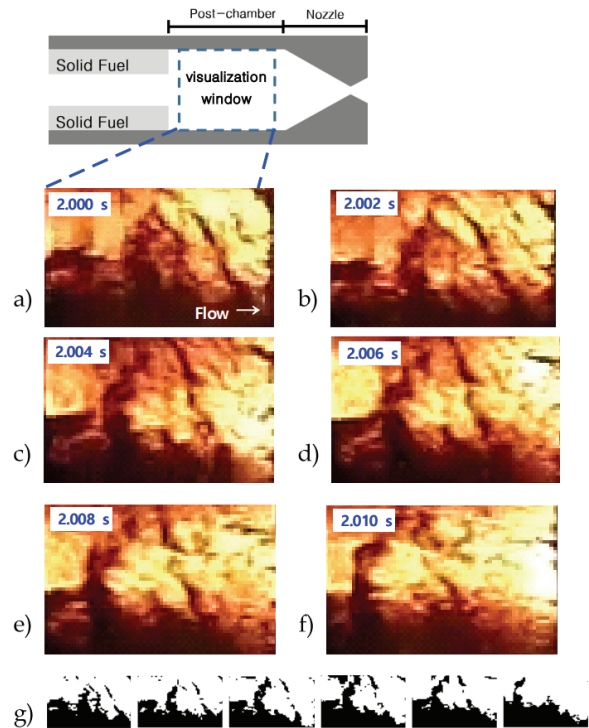 Post-chamber Nozzle
Solid Fuel
visualization
window
Solid Fuel
2.000 s
2.002 s
a)
Flow →
b)
2.004 s
2.006 s
c)
d)
2.008 s
2.010 s
e)
f)
g)